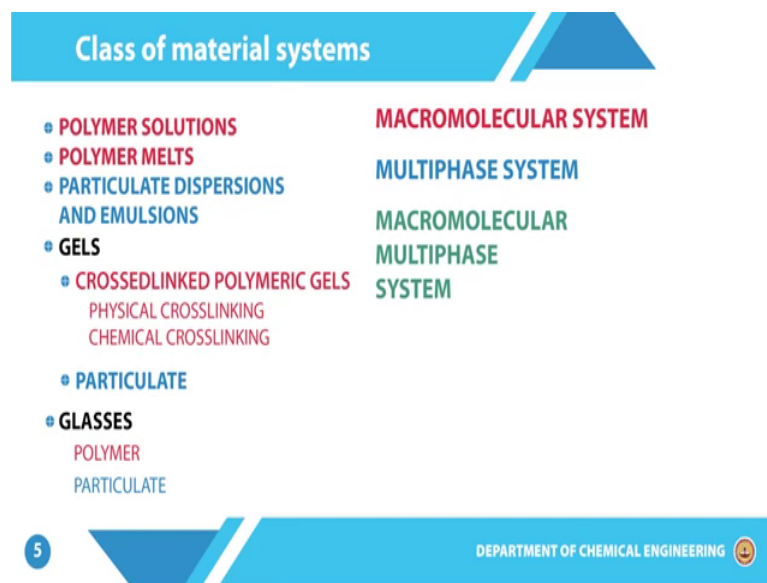 Class of material systems
POLYMER SOLUTIONS
POLYMER MELTS
PARTICULATE DISPERSIONS
AND EMULSIONS
GELS
CROSSEDLINKED POLYMERIC GELS
PHYSICAL CROSSLINKING
CHEMICAL CROSSLINKING
PARTICULATE
GLASSES
POLYMER
PARTICULATE
MACROMOLECULAR SYSTEM
MULTIPHASE SYSTEM
MACROMOLECULAR
MULTIPHASE
SYSTEM
5
DEPARTMENT OF CHEMICAL ENGINEERING